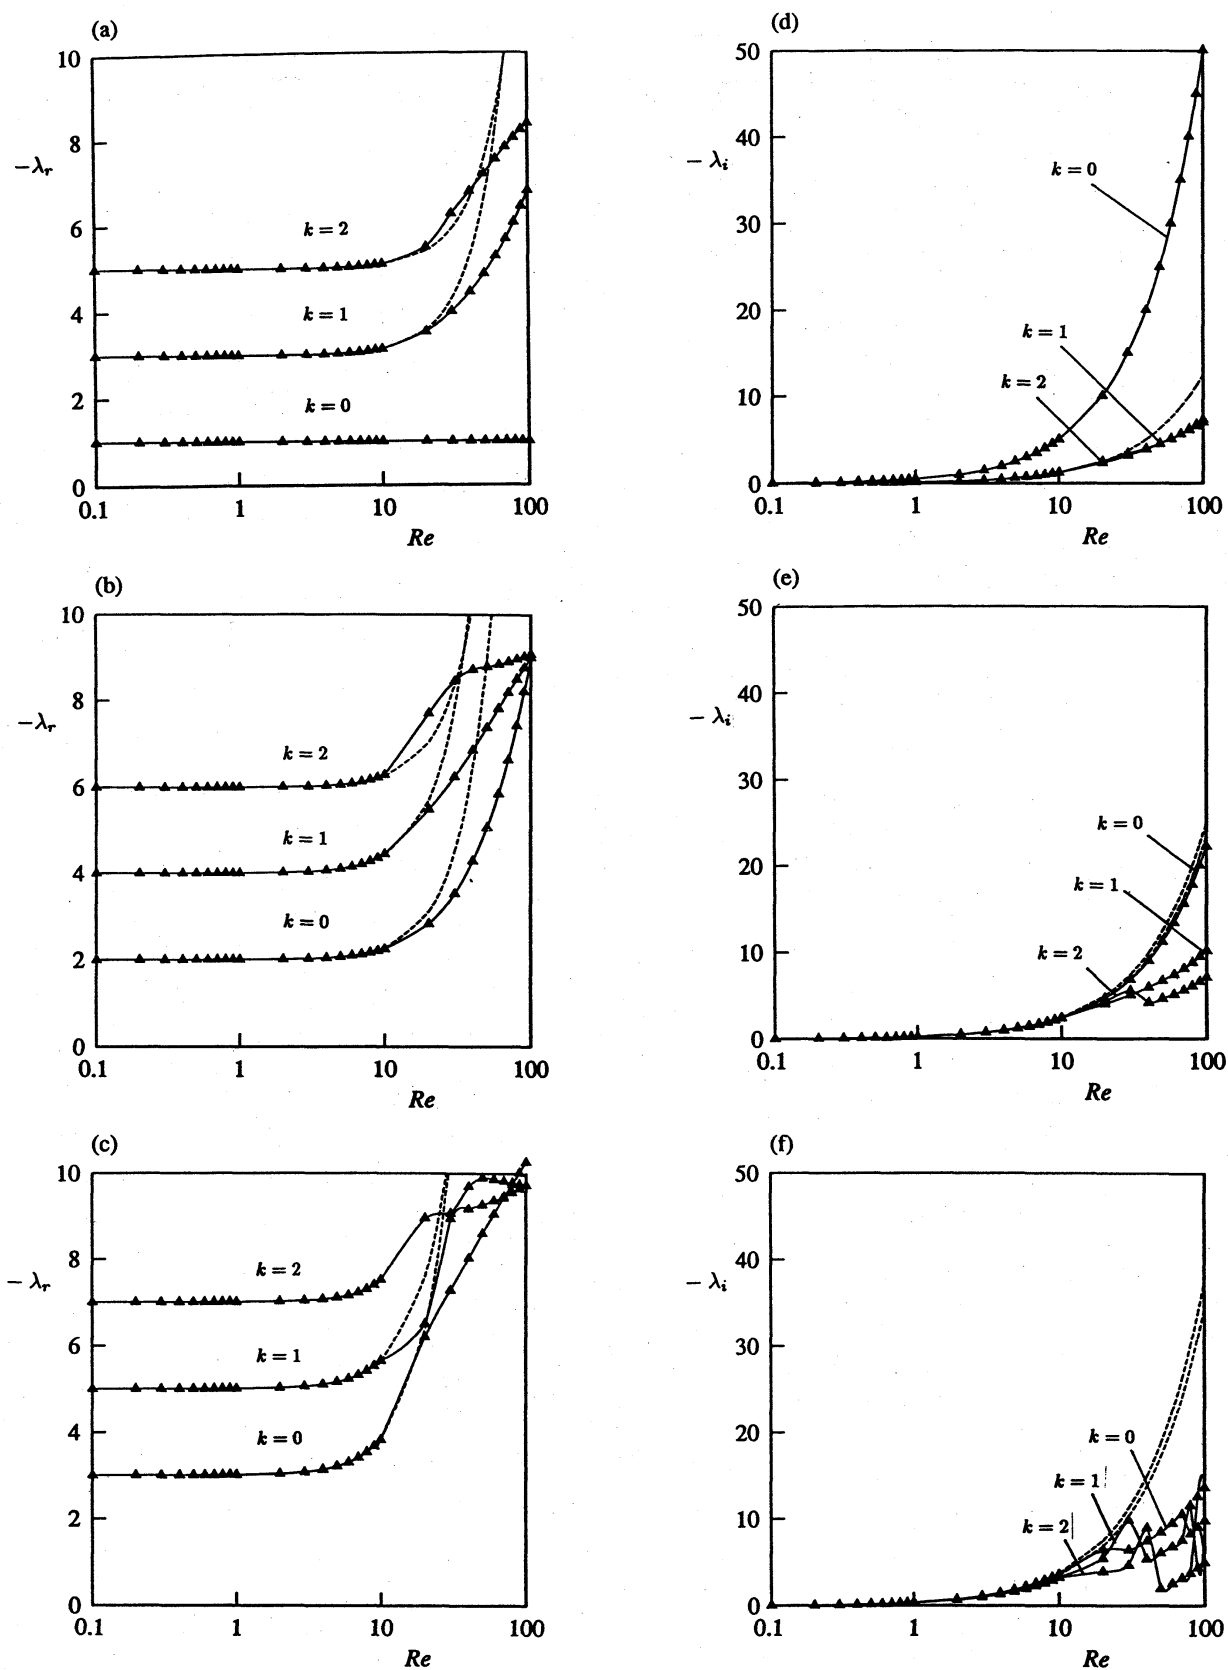 (a)
10
8
− λr
6
k = 2
4
k = 1
2
k = 0
0
0.1 1 10 100
Re
(d)
50
40
− λi
k = 0
30
20
k = 1
10
k = 2
0
0.1 1 10 100
Re
(b)
10
8
−λr
k = 2
6
k = 1
4
k = 0
2
0
0.1 1 10 100
Re
(e)
50
40
− λi
30
k = 0
20
k = 1
10
k = 2
0
0.1 1 10 100
Re
(c)
10
8
− λr
k = 2
6
k = 1
4
k = 0
2
0
0.1 1 10 100
Re
(f)
50
40
− λi
30
20
k = 0
k = 1
10
k = 2
0
0.1 1 10 100
Re